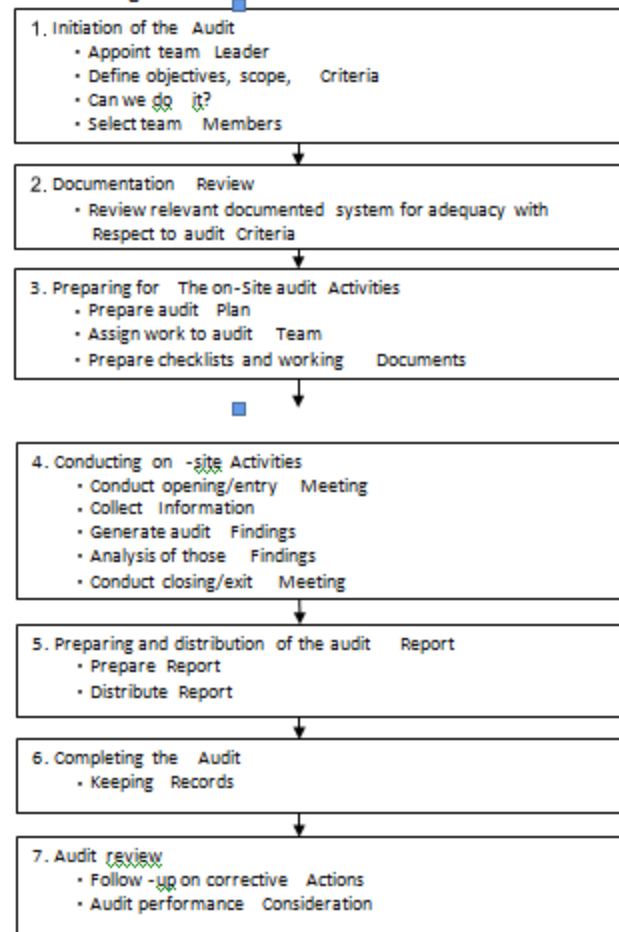 1. Initiation of the Audit
• Appoint team Leader
• Define objectives, scope, Criteria
• Can we do it?
• Select team Members
2. Documentation Review
• Review relevant documented system for adequacy with
Respect to audit Criteria
3. Preparing for The on-Site audit Activities
• Prepare audit Plan
• Assign work to audit Team
• Prepare checklists and working Documents
4. Conducting on -site Activities
• Conduct opening/entry Meeting
• Collect Information
• Generate audit Findings
• Analysis of those Findings
• Conduct closing/exit Meeting
5. Preparing and distribution of the audit Report
• Prepare Report
• Distribute Report
6. Completing the Audit
• Keeping Records
7. Audit review
• Follow -up on corrective Actions
• Audit performance Consideration